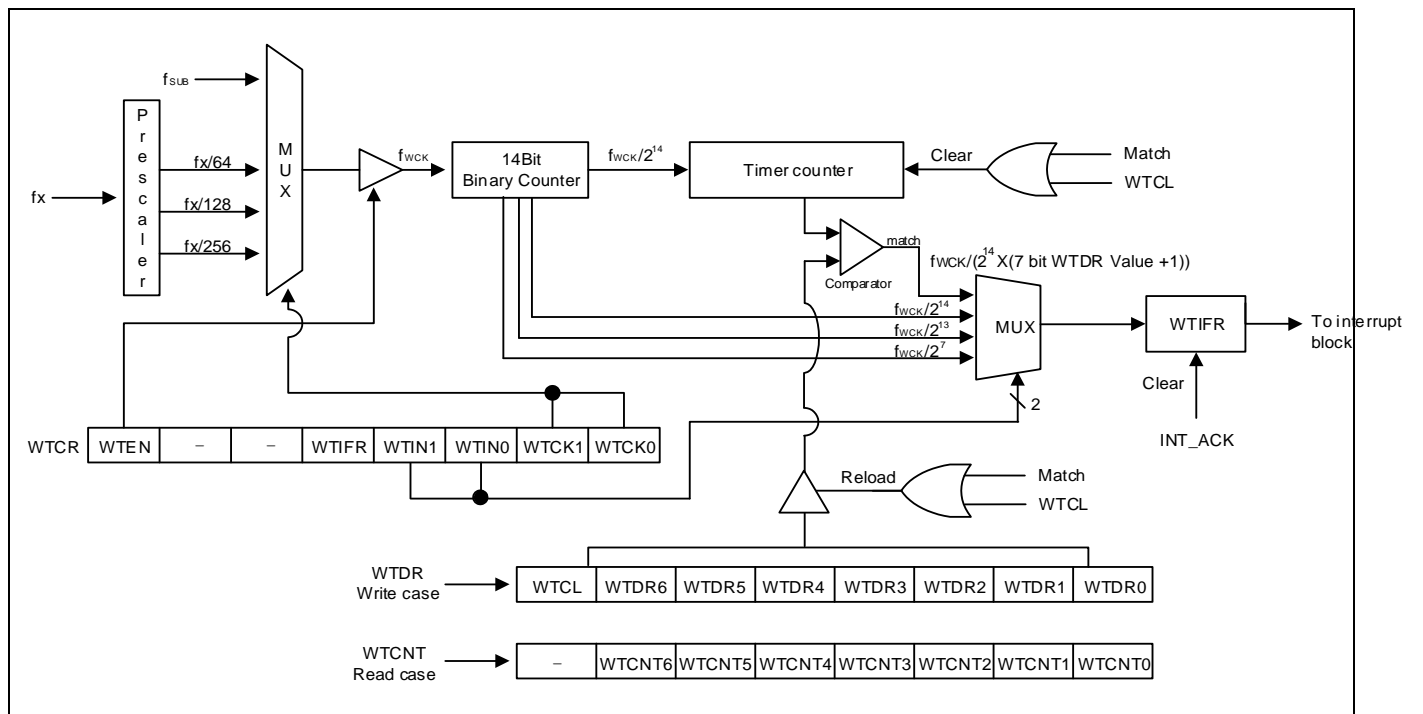 fSUB
Prescaler
MUX
fx
fx/64
fx/128
fx/256
fWCK
14Bit
Binary Counter
fWCK/2^14
Timer counter
Clear
Match
WTCL
match
Comparator
fWCK/(2^14 X(7 bit WTDR Value +1))
fWCK/2^14
fWCK/2^13
fWCK/2^7
MUX
2
WTIFR
To interrupt
block
Clear
INT_ACK
WTCR WTEN – – WTIFR WTIN1 WTIN0 WTCK1 WTCK0
Reload
Match
WTCL
WTDR
Write case
WTCL WTDR6 WTDR5 WTDR4 WTDR3 WTDR2 WTDR1 WTDR0
WTCNT
Read case
– WTCNT6 WTCNT5 WTCNT4 WTCNT3 WTCNT2 WTCNT1 WTCNT0